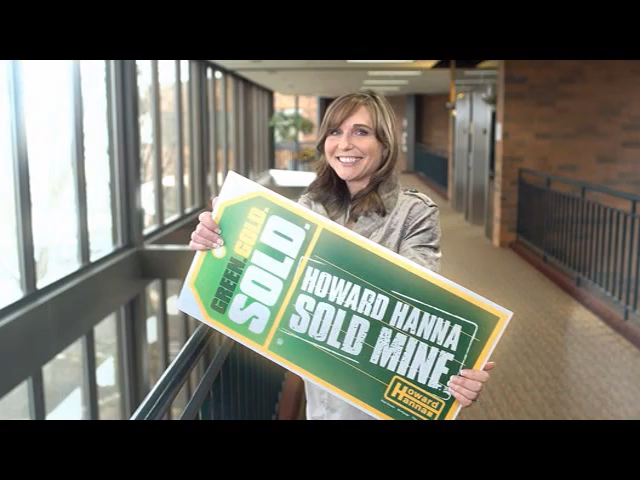 GREEN. GOLD.
SOLD
HOWARD HANNA
SOLD MINE
Howard
Hanna